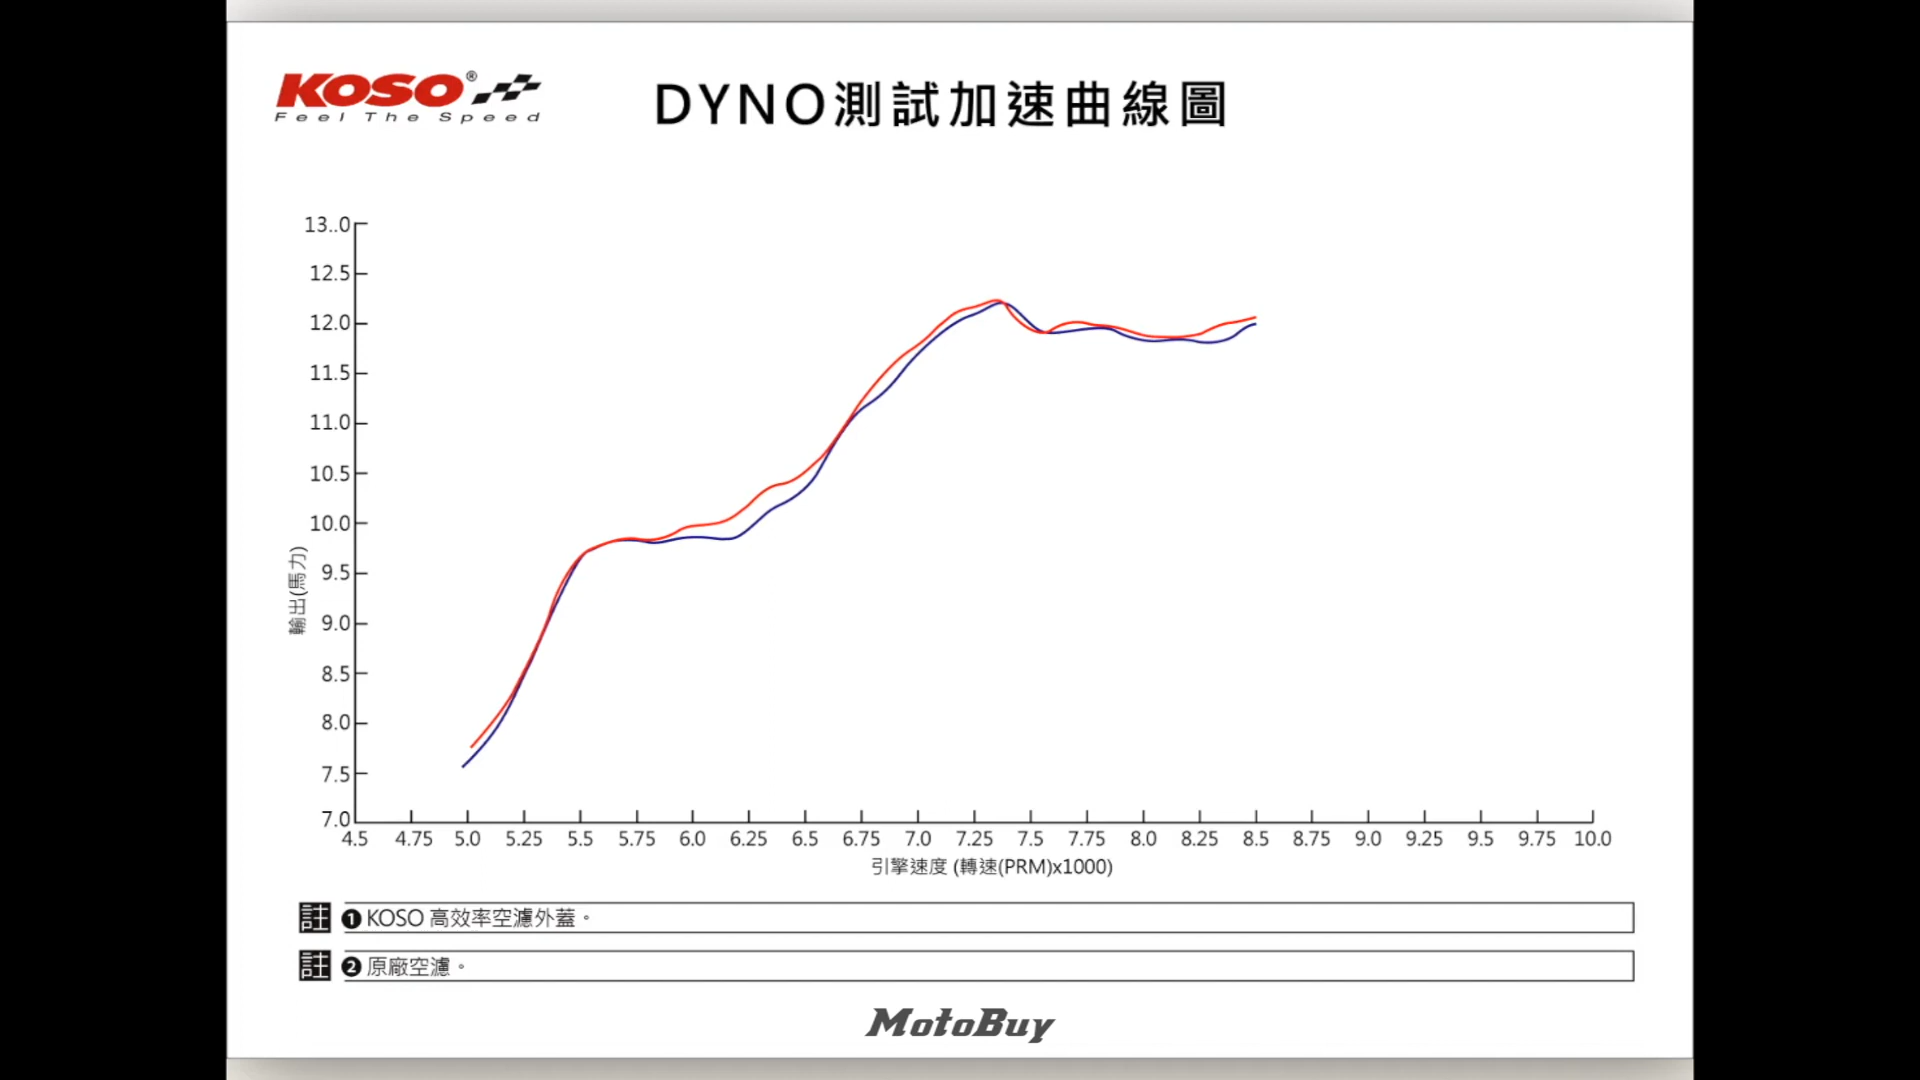 KOSO®
Feel The Speed
DYNO測試加速曲線圖
13..0
12.5
12.0
11.5
11.0
10.5
10.0
9.5
9.0
8.5
8.0
7.5
7.0
輸出(馬力)
4.5 4.75 5.0 5.25 5.5 5.75 6.0 6.25 6.5 6.75 7.0 7.25 7.5 7.75 8.0 8.25 8.5 8.75 9.0 9.25 9.5 9.75 10.0
引擎速度 (轉速(PRM)x1000)
註 ❶ KOSO 高效率空濾外蓋。
註 ❷ 原廠空濾。
MotoBuy